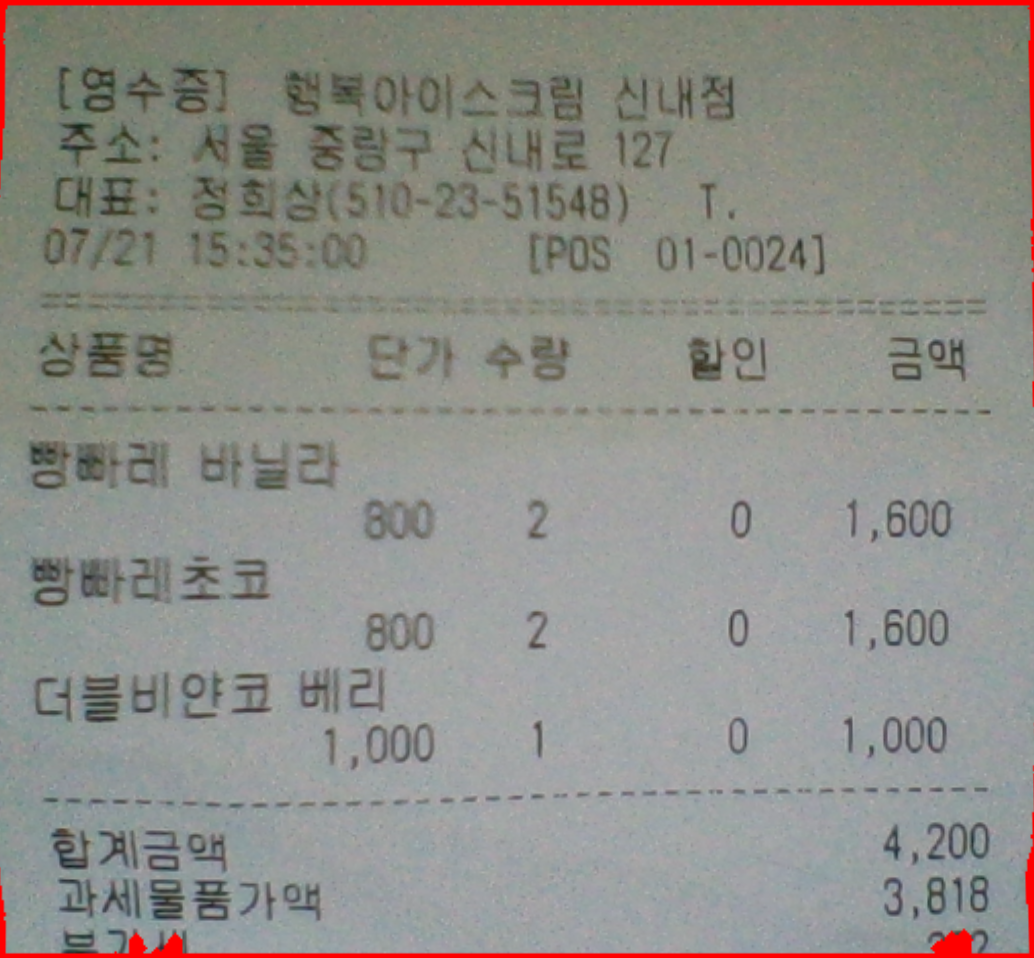 [영수증] 행복아이스크림 신내점
주소: 서울 중랑구 신내로 127
대표: 정희상(510-23-51548) T.
07/21 15:35:00 [POS 01-0024]
상품명 단가 수량 할인 금액
빵빠레 바닐라
800 2 0 1,600
빵빠레초코
800 2 0 1,600
더블비얀코 베리
1,000 1 0 1,000
합계금액 4,200
과세물품가액 3,818